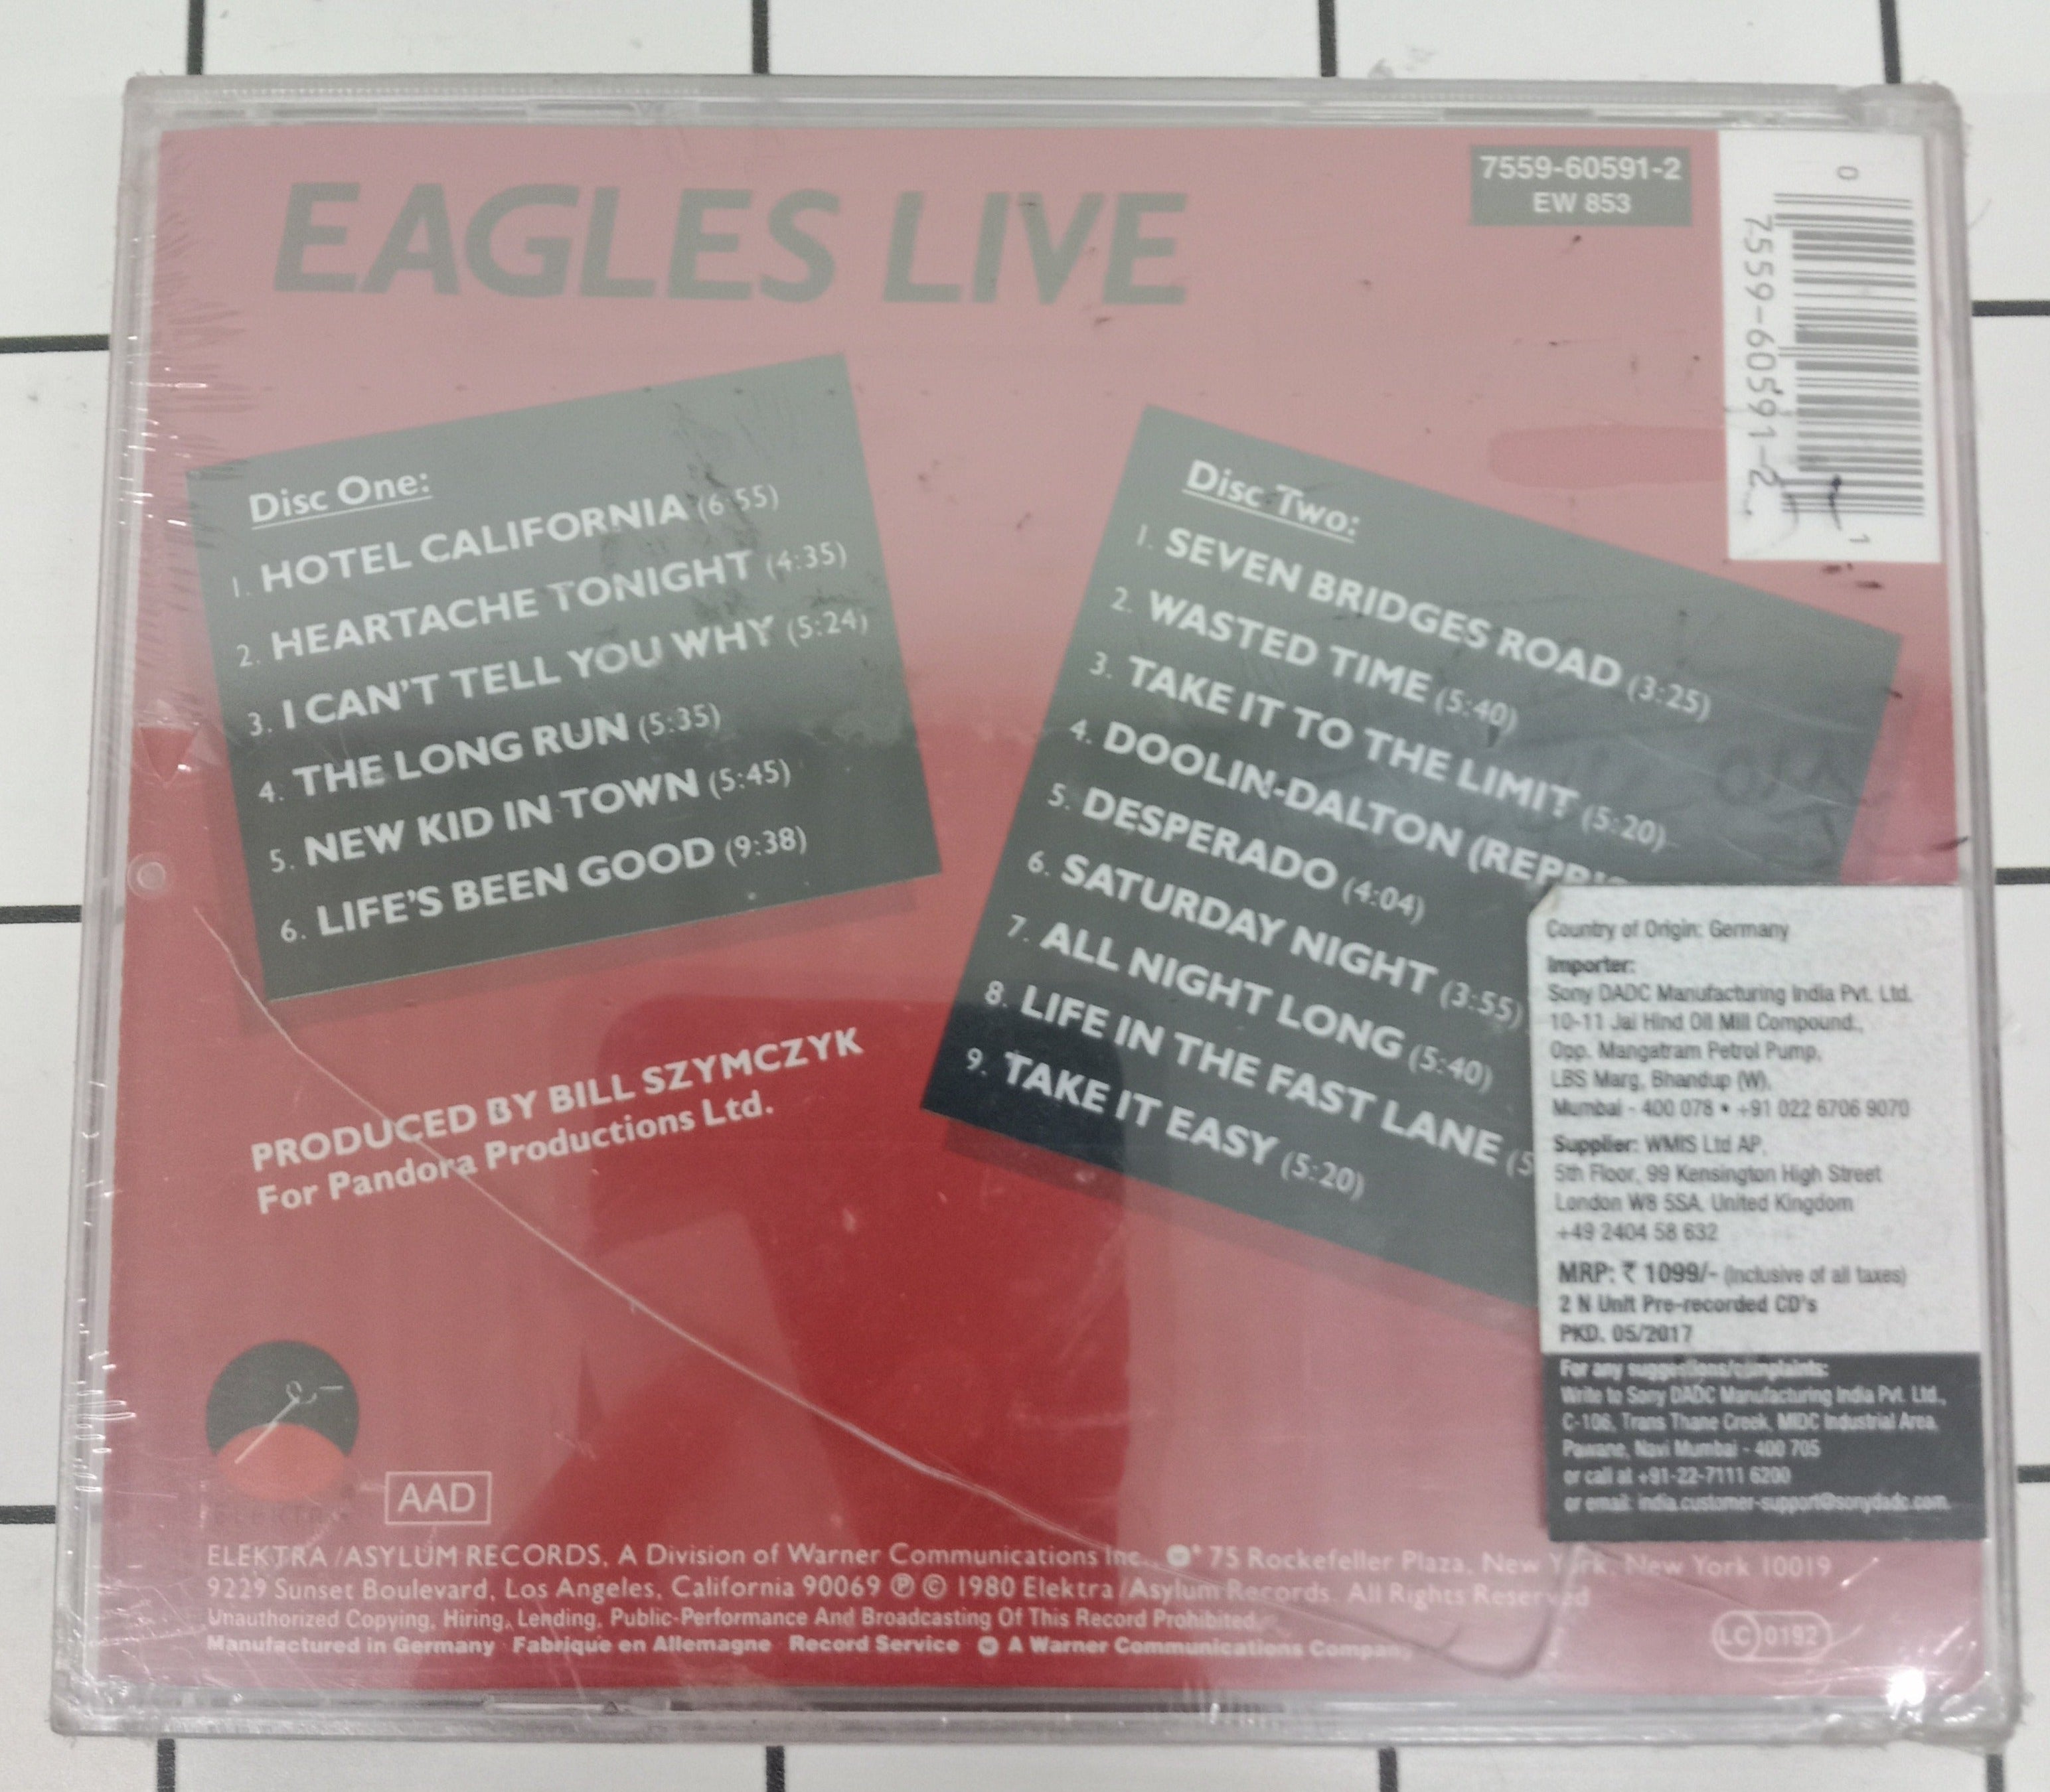 EAGLES LIVE
7559-60591-2
EW 853
0
7559-60591-2
1
Disc One:
1. HOTEL CALIFORNIA (6:55)
2. HEARTACHE TONIGHT (4:35)
3. I CAN'T TELL YOU WHY (5:24)
4. THE LONG RUN (5:35)
5. NEW KID IN TOWN (5:45)
6. LIFE'S BEEN GOOD (9:38)
Disc Two:
1. SEVEN BRIDGES ROAD (3:25)
2. WASTED TIME (5:40)
3. TAKE IT TO THE LIMIT (5:20)
4. DOOLIN-DALTON
5. DESPERADO (4:04)
6. SATURDAY NIGHT (3:55)
7. ALL NIGHT LONG (5:40)
8. LIFE IN THE FAST LANE (5
9. TAKE IT EASY (5:20)
PRODUCED BY BILL SZYMCZYK
For Pandora Productions Ltd.
Country of Origin: Germany
Importer:
Sony DADC Manufacturing India Pvt. Ltd.
10-11 Jai Hind Oil Mill Compound.,
Opp. Mangatram Petrol Pump,
LBS Marg, Bhandup (W),
Mumbai - 400 078 • +91 022 6706 9070
Supplier: WMIS Ltd AP,
5th Floor, 99 Kensington High Street
London W8 5SA, United Kingdom
+49 2404 58 632
MRP: ₹ 1099/- (Inclusive of all taxes)
2 N Unit Pre-recorded CD's
PKD. 05/2017
For any suggestions/complaints:
Write to Sony DADC Manufacturing India Pvt. Ltd.,
C-106, Trans Thane Creek, MIDC Industrial Area,
Pawane, Navi Mumbai - 400 705
or call at +91-22-7111 6200
or email: india.customer-support@sonydadc.com
ELEKTRA
AAD
ELEKTRA/ASYLUM RECORDS, A Division of Warner Communications Inc., 75 Rockefeller Plaza, New York, New York 10019
9229 Sunset Boulevard, Los Angeles, California 90069 ℗ © 1980 Elektra/Asylum Records. All Rights Reserved
Unauthorized Copying, Hiring, Lending, Public-Performance And Broadcasting Of This Record Prohibited.
Manufactured in Germany Fabriqué en Allemagne Record Service A Warner Communications Company
LC 0192